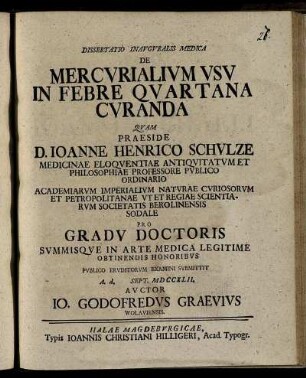 28.
DISSERTATIO INAVGVRALIS MEDICA
DE
MERCVRIALIVM VSV
IN FEBRE QVARTANA
CVRANDA
QVAM
PRAESIDE
D. IOANNE HENRICO SCHVLZE
MEDICINAE ELOQVENTIAE ANTIQVITATVM ET
PHILOSOPHIAE PROFESSORE PVBLICO
ORDINARIO
ACADEMIARVM IMPERIALIVM NATVRAE CVRIOSORVM
ET PETROPOLITANAE VT ET REGIAE SCIENTIA-
RVM SOCIETATIS BEROLINENSIS
SODALE
PRO
GRADV DOCTORIS
SVMMISQVE IN ARTE MEDICA LEGITIME
OBTINENDIS HONORIBVS
PVBLICO ERVDITORVM EXAMINI SVBMITTIT
A. d. SEPT. MDCCXLII.
AVCTOR
IO. GODOFREDVS GRAEVIVS
WOLAVIENSIS.
HALAE MAGDEBVRGICAE,
Typis IOANNIS CHRISTIANI HILLIGERI, Acad. Typogr.